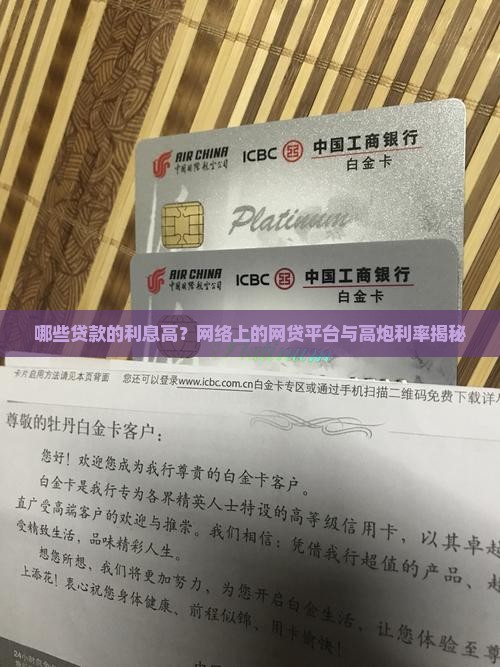 AIR CHINA
中国国际航空公司
ICBC 中国工商银行
白金卡
Platinum
AIR CHINA
中国国际航空公司
ICBC 中国工商银行
白金卡
哪些贷款的利息高？网络上的网贷平台与高炮利率揭秘
卡片启用方法请见本页背面
您还可以登录www.icbc.com.cn白金卡专区或通过手机扫描二维码免费下载详
尊敬的牡丹白金卡客户：
您好！欢迎您成为我行尊贵的白金卡客户。
白金卡是我行专为各界精英人士特设的高等级信用卡，以其卓越
直广受高端客户的欢迎与推崇。我们相信：凭借我行超值的产品、超
受精致生活，品味精彩人生。
想您所想，我们将更加努力，为您开启白金生活，让您体验至尊
上添花！衷心祝您身体健康、前程似锦、用卡愉快！
24小时